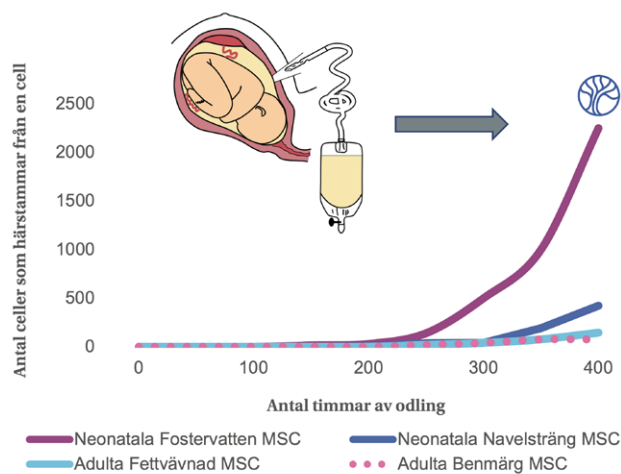 Antal celler som härstammar från en cell
2500
2000
1500
1000
500
0
0 100 200 300 400
Antal timmar av odling
Neonatala Fostervatten MSC
Neonatala Navelsträng MSC
Adulta Fettvävnad MSC
Adulta Benmärg MSC